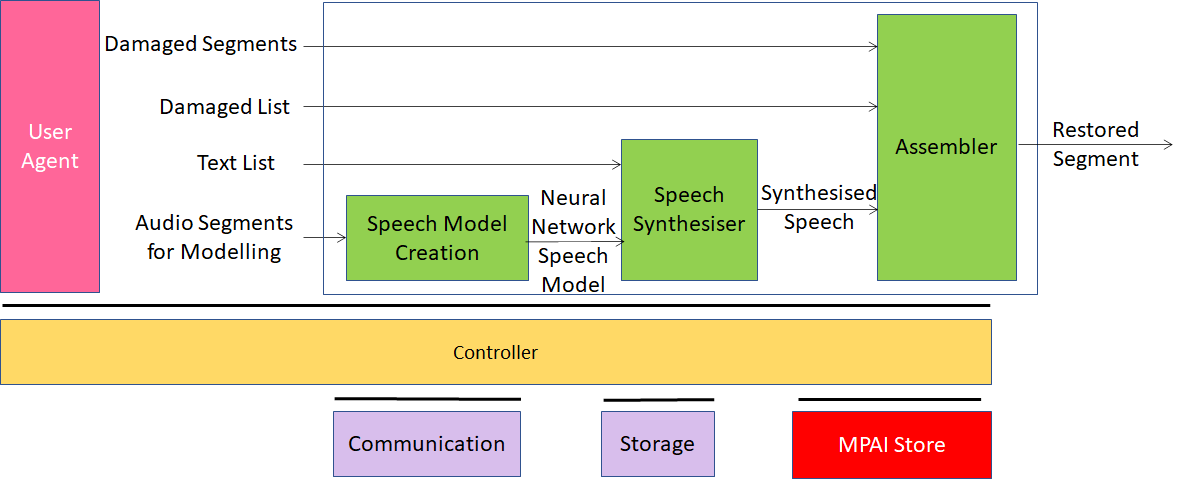 User
Agent
Damaged Segments
Damaged List
Text List
Audio Segments
for Modelling
Speech Model
Creation
Neural
Network
Speech
Model
Speech
Synthesiser
Synthesised
Speech
Assembler
Restored
Segment
Controller
Communication
Storage
MPAI Store